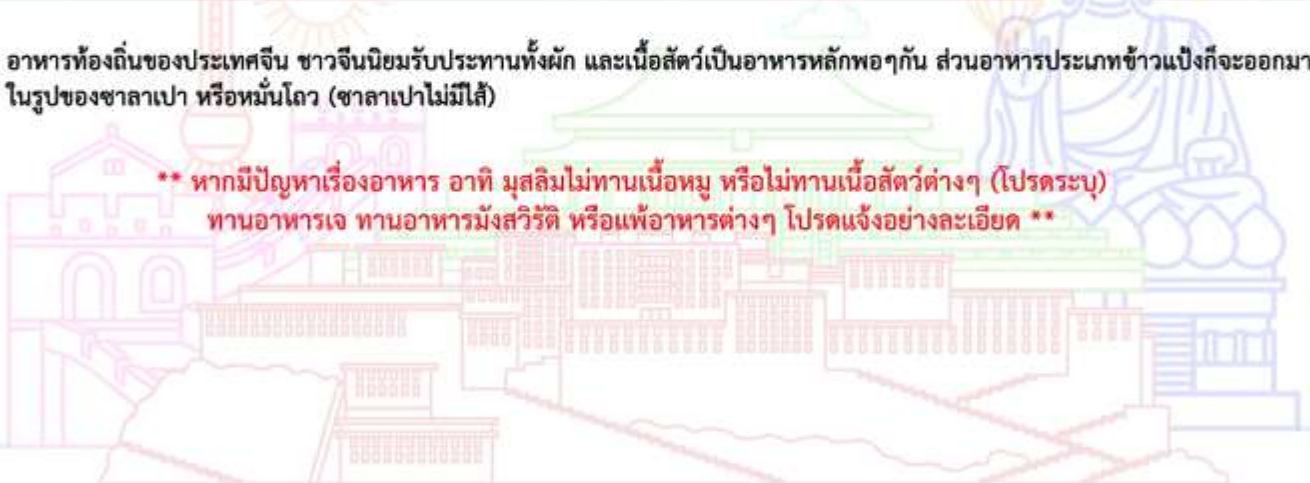 อาหารท้องถิ่นของประเทศจีน ชาวจีนนิยมรับประทานทั้งผัก และเนื้อสัตว์เป็นอาหารหลักพอๆกัน ส่วนอาหารประเภทข้าวแป้งก็จะออกมา
ในรูปของซาลาเปา หรือหมั่นโถว (ซาลาเปาไม่มีไส้)
** หากมีปัญหาเรื่องอาหาร อาทิ มุสลิมไม่ทานเนื้อหมู หรือไม่ทานเนื้อสัตว์ต่างๆ (โปรดระบุ)
ทานอาหารเจ ทานอาหารมังสวิรัติ หรือแพ้อาหารต่างๆ โปรดแจ้งอย่างละเอียด **